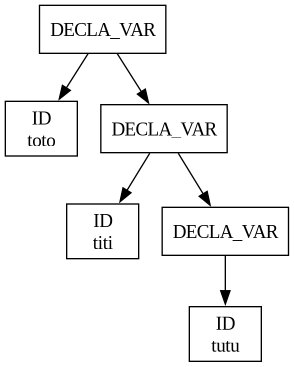 DECLA_VAR
ID
toto
DECLA_VAR
ID
titi
DECLA_VAR
ID
tutu